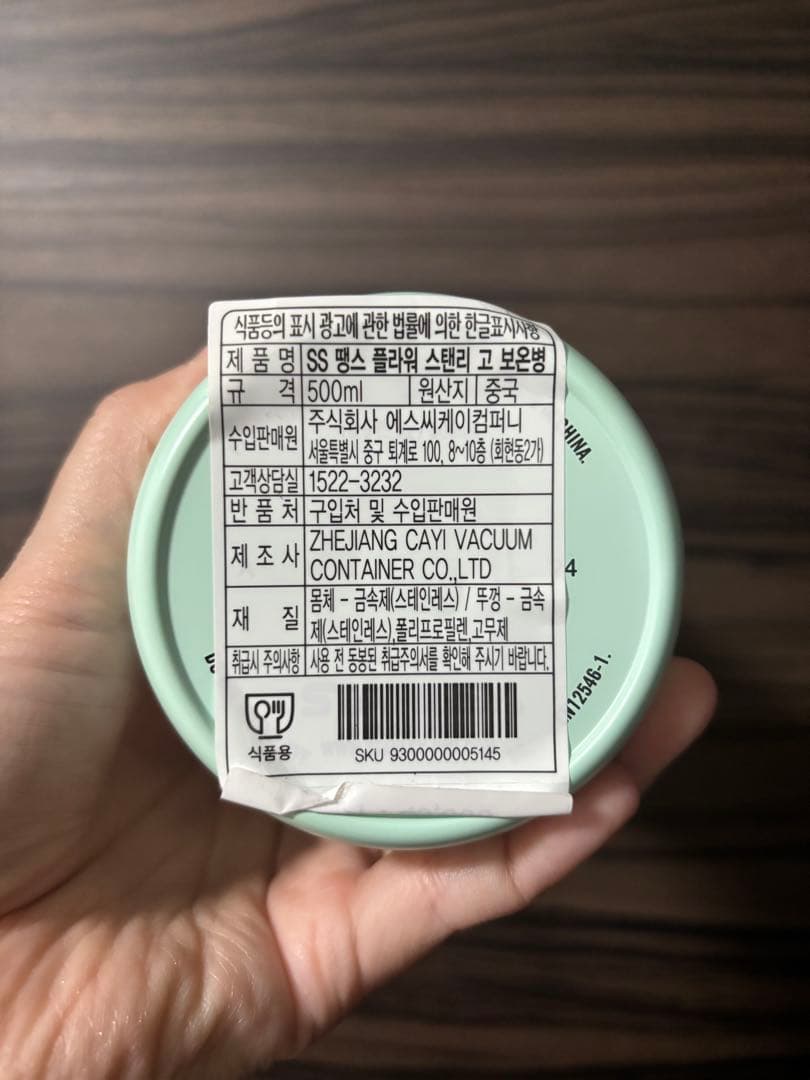 식품등의 표시 광고에 관한 법률에 의한 한글표시사항
제 품 명 SS 땡스 플라워 스탠리 고 보온병
규 격 500ml 원산지 중국
수입판매원 주식회사 에스씨케이컴퍼니
서울특별시 중구 퇴계로 100, 8~10층 (회현동2가)
고객상담실 1522-3232
반 품 처 구입처 및 수입판매원
제 조 사 ZHEJIANG CAYI VACUUM
CONTAINER CO.,LTD
재 질 몸체 - 금속제(스테인레스) / 뚜껑 - 금속
제(스테인레스),폴리프로필렌,고무제
취급시 주의사항 사용 전 동봉된 취급주의서를 확인해 주시기 바랍니다.
식품용
SKU 9300000005145
CHINA.
4
EN12546-1.